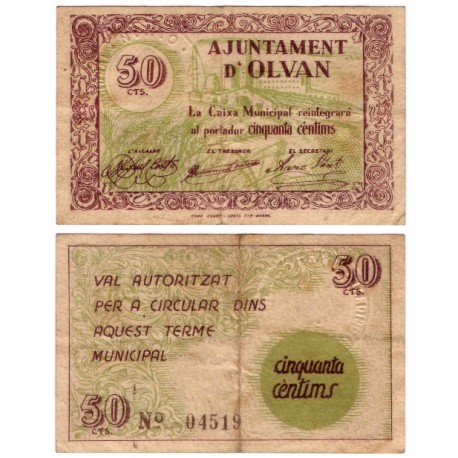 AJUNTAMENT
D'OLVAN
50
CTS.
La Caixa Municipal reintegrará
al portador cinquanta cèntims
L'ALCALDE
EL TRESORER
EL SECRETARI
50
CTS.
VAL AUTORITZAT
PER A CIRCULAR DINS
AQUEST TERME
MUNICIPAL
cinquanta
cèntims
50
CTS.
Nº 04519